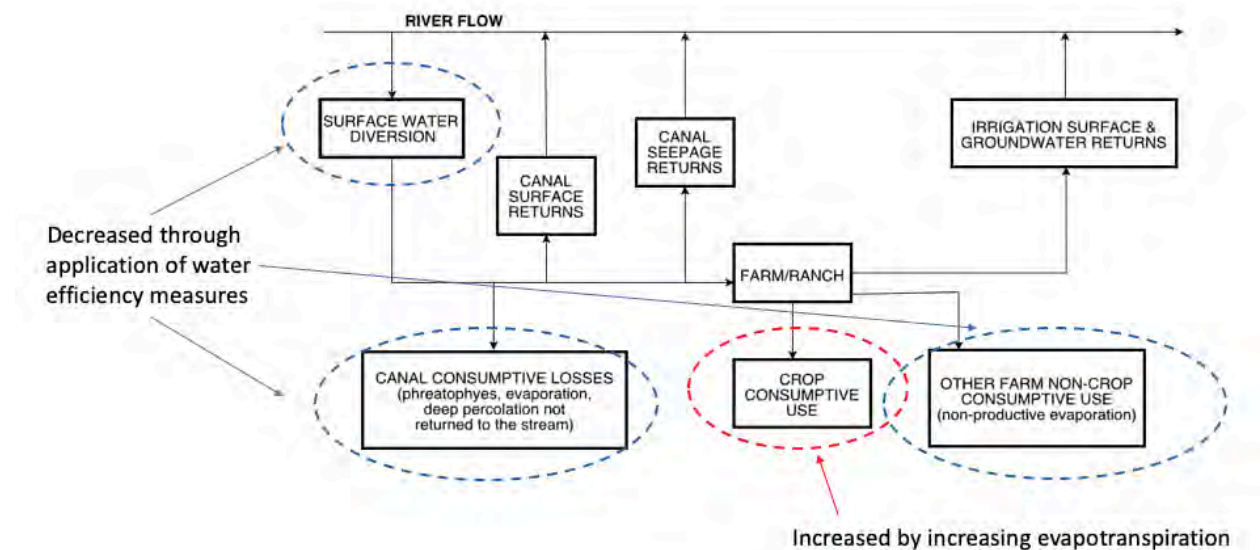 RIVER FLOW
SURFACE WATER
DIVERSION
CANAL
SURFACE
RETURNS
CANAL
SEEPAGE
RETURNS
IRRIGATION SURFACE &
GROUNDWATER RETURNS
Decreased through
application of water
efficiency measures
FARM/RANCH
CANAL CONSUMPTIVE LOSSES
(phreatophyes, evaporation,
deep percolation not
returned to the stream)
CROP
CONSUMPTIVE
USE
OTHER FARM NON-CROP
CONSUMPTIVE USE
(non-productive evaporation)
Increased by increasing evapotranspiration